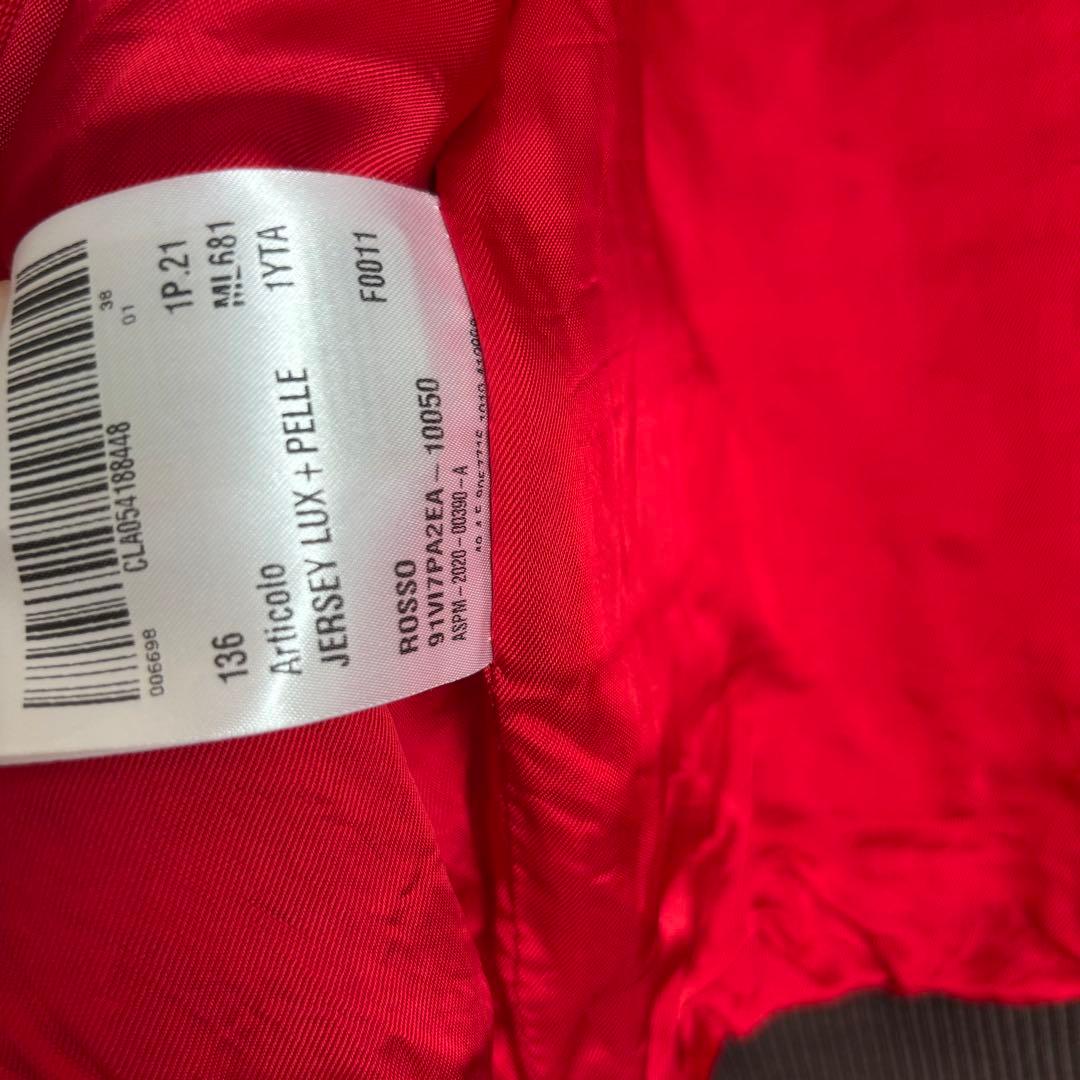 38
01
CLA054188448
006698
1P.21
136 ML681
Articolo 1YTA
JERSEY LUX + PELLE
F0011
ROSSO
91VI7PA2EA - 10050
ASPM - 2020 - 00390 - A